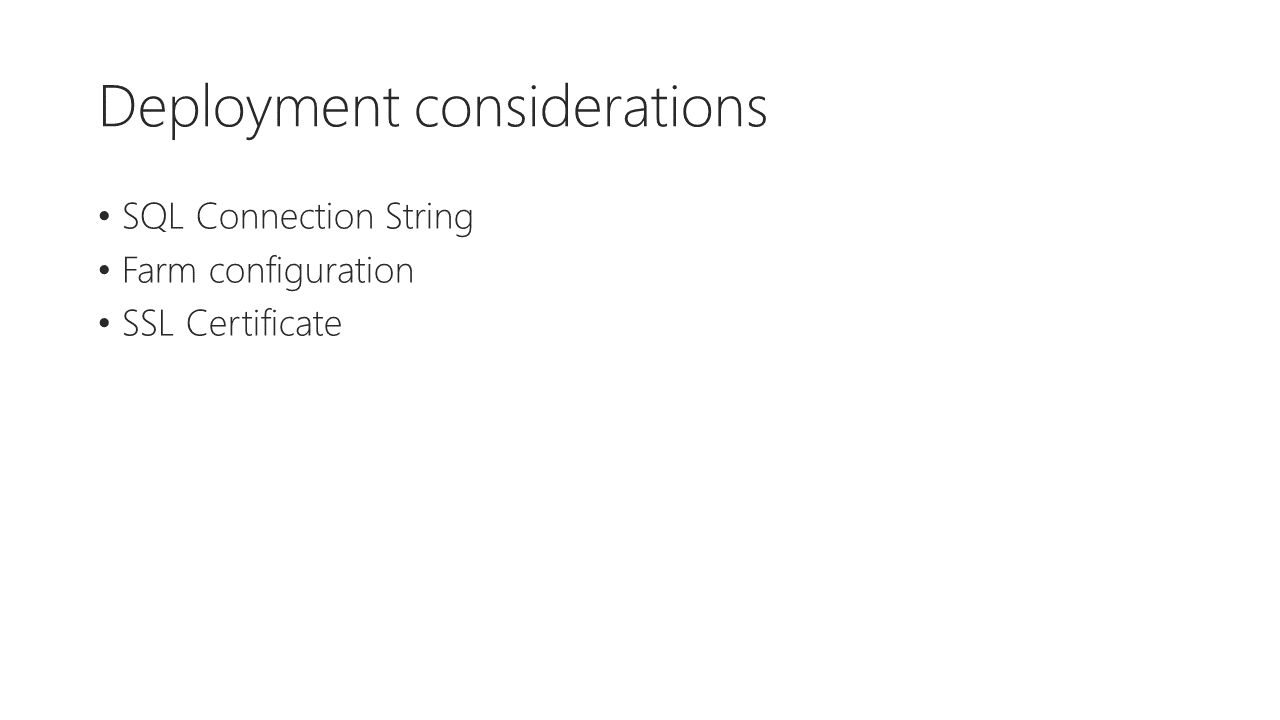 Deployment considerations
• SQL Connection String
• Farm configuration
• SSL Certificate